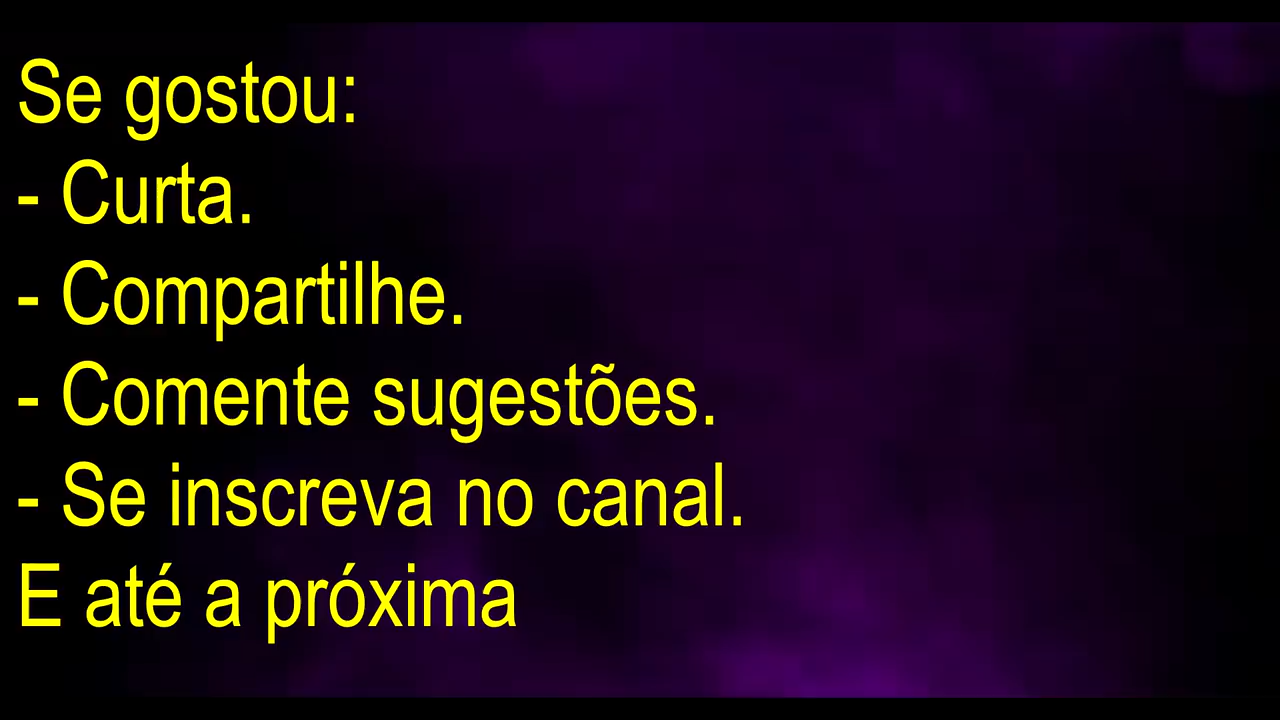 Se gostou:
- Curta.
- Compartilhe.
- Comente sugestões.
- Se inscreva no canal.
E até a próxima